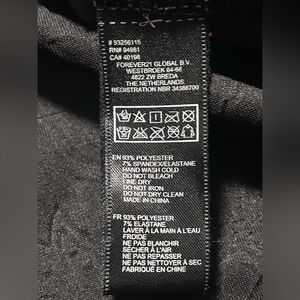 # 53256115
RN# 94981
CA# 40198
FOREVER21 GLOBAL B.V.
WESTBROEK 64-66
4822 ZW BREDA
THE NETHERLANDS
REGISTRATION NBR 34388700
EN 93% POLYESTER
7% SPANDEX/ELASTANE
HAND WASH COLD
DO NOT BLEACH
LINE DRY
DO NOT IRON
DO NOT DRY CLEAN
MADE IN CHINA
FR 93% POLYESTER
7% ELASTANE
LAVER À LA MAIN À L'EAU
FROIDE
NE PAS BLANCHIR
SÉCHER À L'AIR
NE PAS REPASSER
NE PAS NETTOYER À SEC
FABRIQUÉ EN CHINE